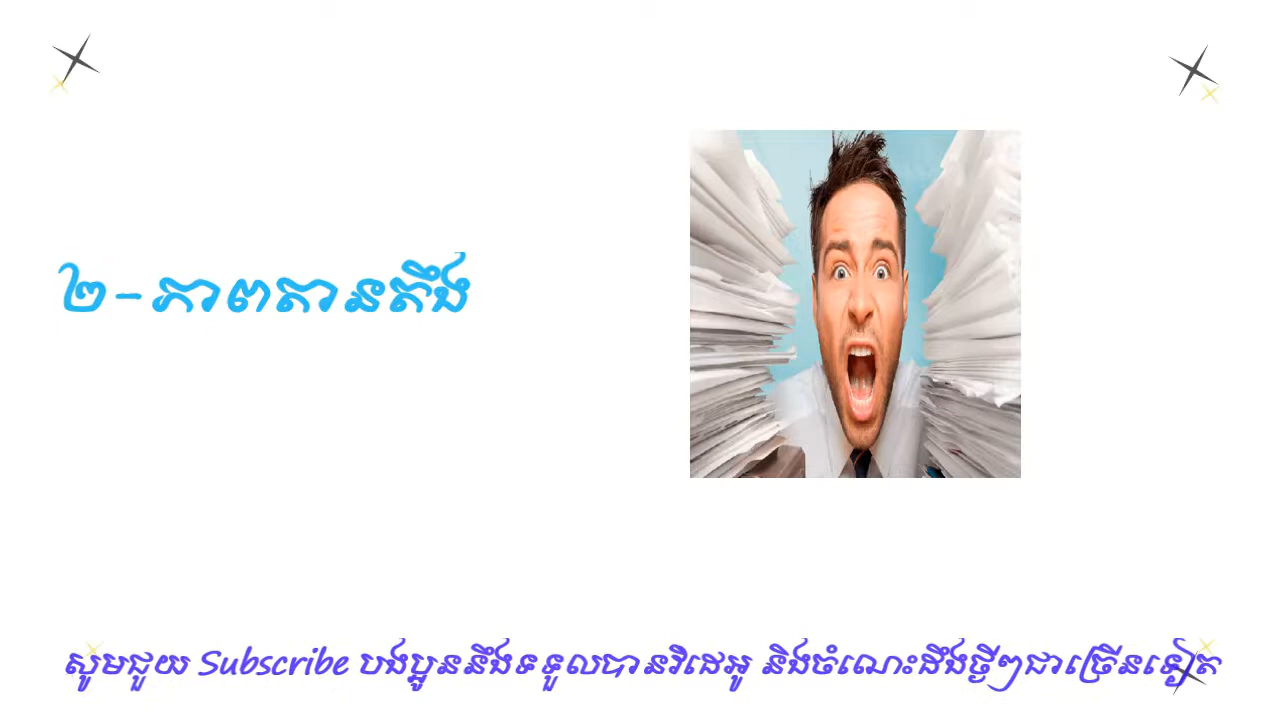 ២-ភាពតានតឹង
សូមជួយ Subscribe បងប្អូននឹងទទួលបានវិដេអូ និងចំណេះដឹងថ្មីៗជាច្រើនទៀត